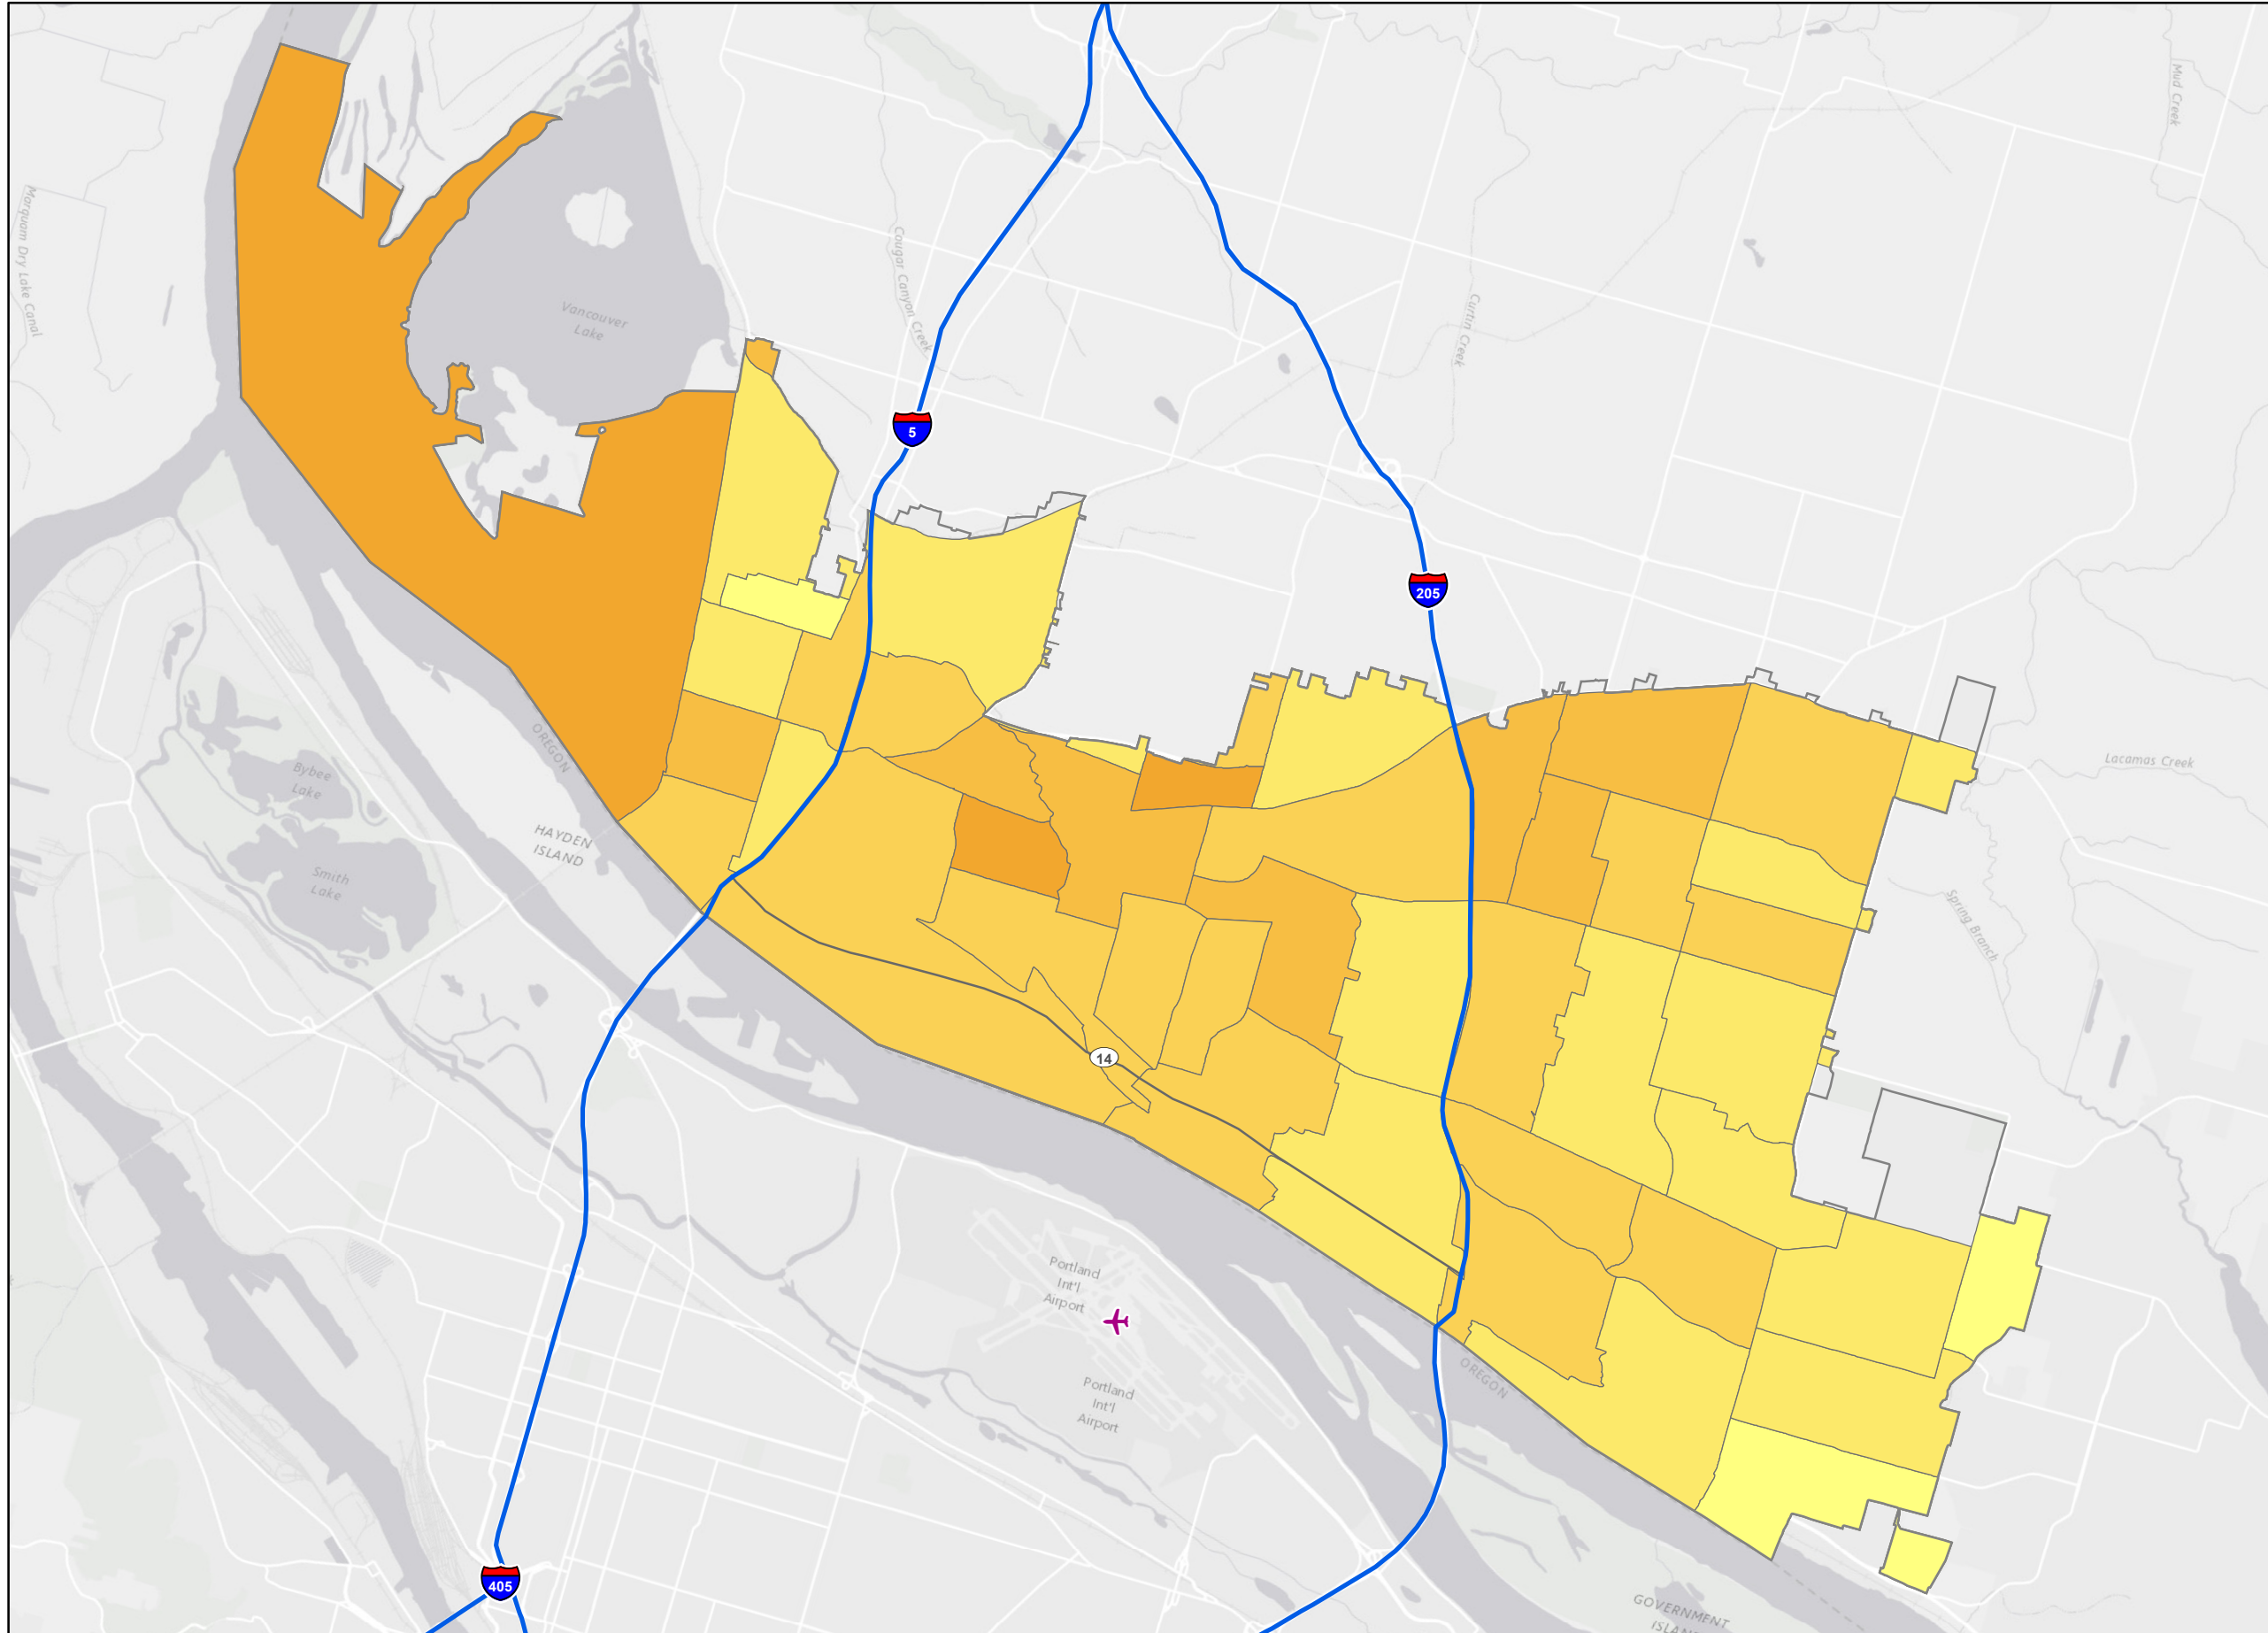 Mud Creek
Marquam Dry Lake Canal
Cougar Canyon Creek
Vancouver
Lake
Curtin Creek
5
205
OREGON
Bybee
Lake
Lacamas Creek
HAYDEN
ISLAND
Smith
Lake
Spring Branch
14
Portland
Int'l
Airport
Portland
Int'l
Airport
OREGON
405
GOVERNMENT